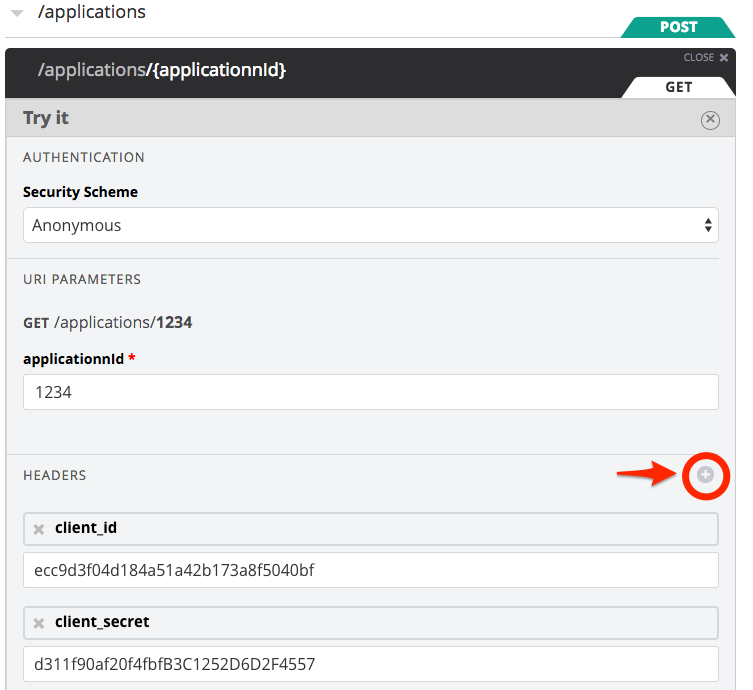 /applications
POST
CLOSE
/applications/{applicationnId}
GET
Try it
AUTHENTICATION
Security Scheme
Anonymous
URI PARAMETERS
GET /applications/1234
applicationnId *
1234
HEADERS
client_id
ecc9d3f04d184a51a42b173a8f5040bf
client_secret
d311f90af20f4fbfB3C1252D6D2F4557